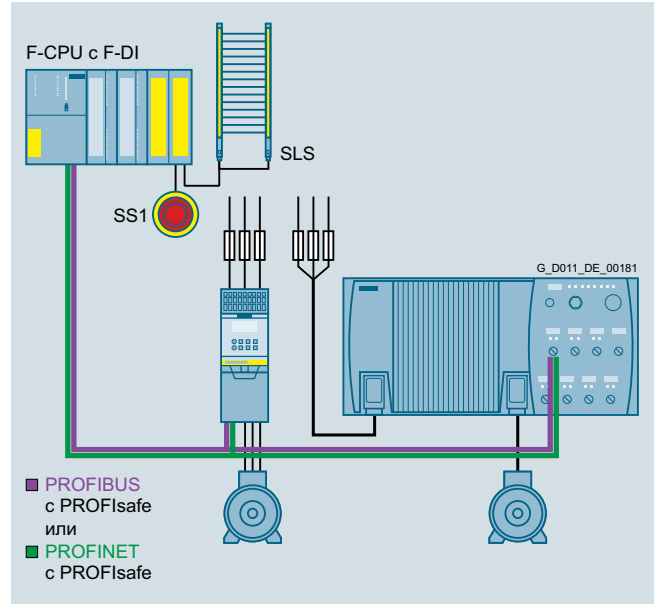 F-CPU с F-DI
SLS
SS1
G_D011_DE_00181
PROFIBUS
с PROFIsafe
или
PROFINET
с PROFIsafe